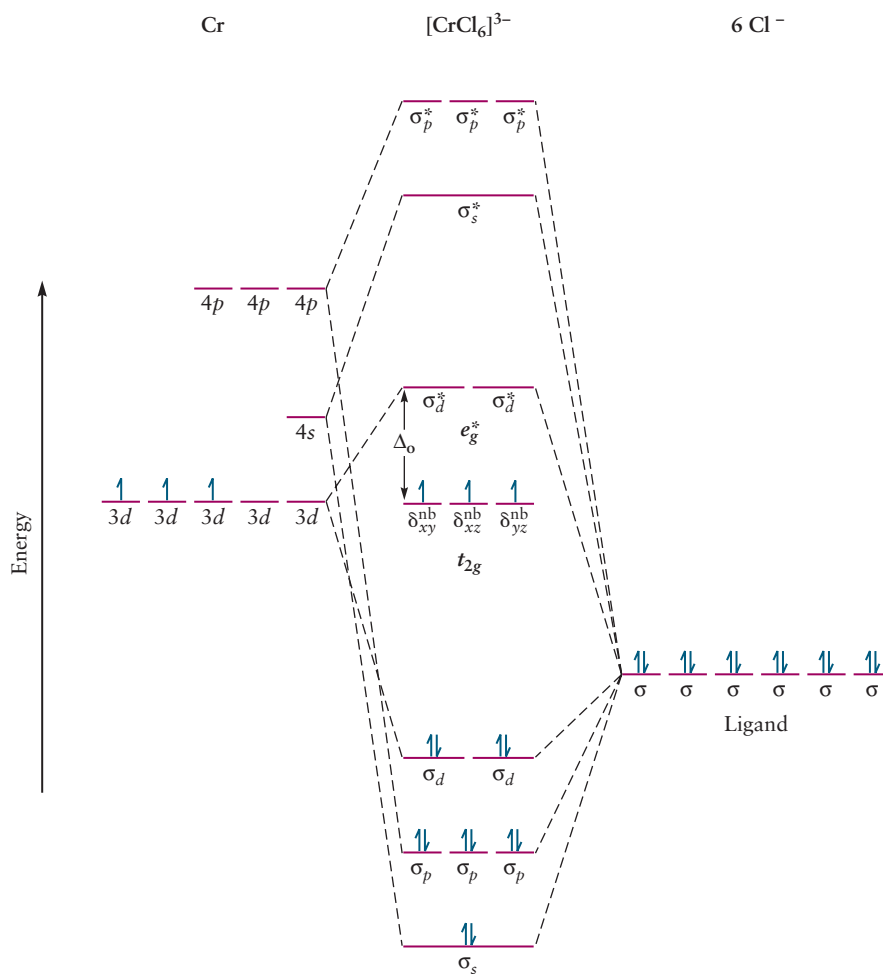 Cr [CrCl₆]³⁻ 6 Cl⁻
σ*ₚ σ*ₚ σ*ₚ
σ*ₛ
4p 4p 4p
σ*d σ*d
e*g
4s
Δₒ
3d 3d 3d 3d 3d
δⁿᵇxy δⁿᵇxz δⁿᵇyz
t₂g
Energy
σ σ σ σ σ σ
Ligand
σd σd
σₚ σₚ σₚ
σₛ